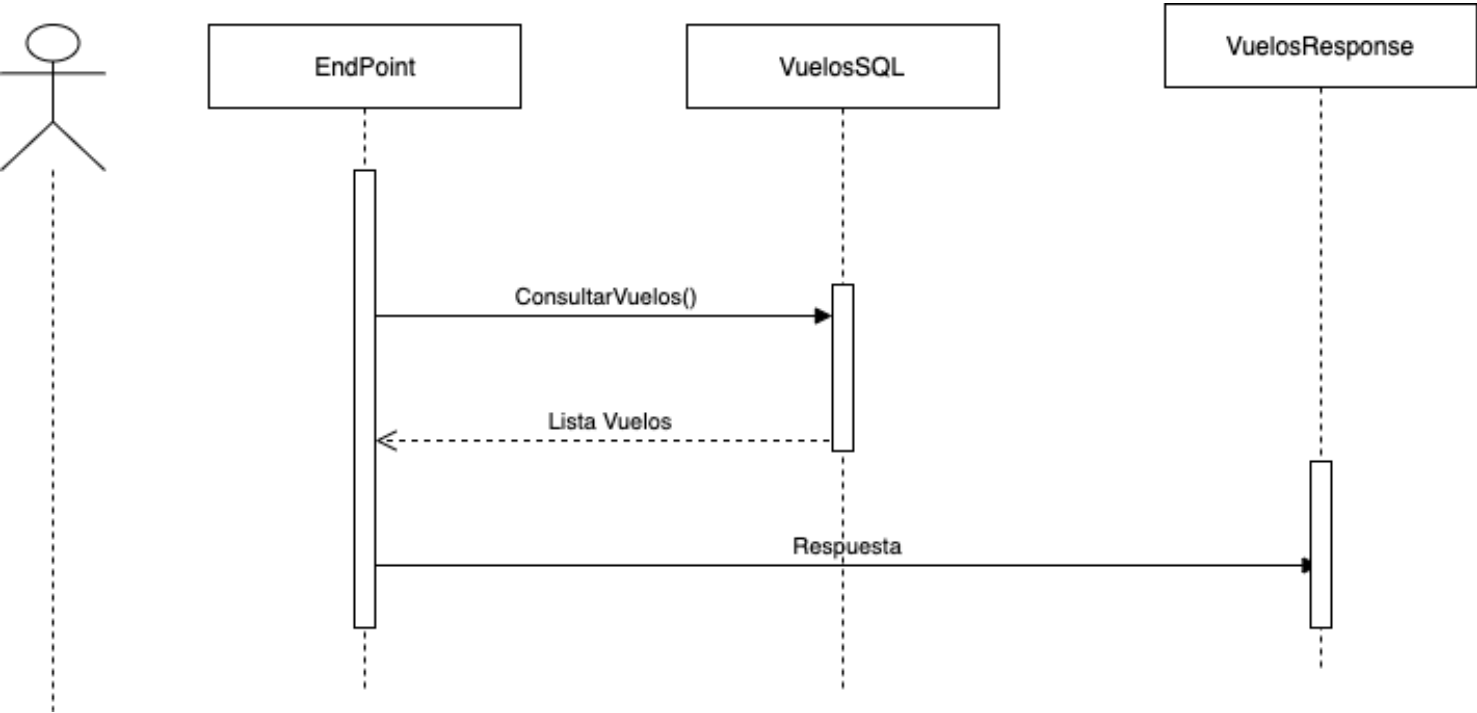 EndPoint
VuelosSQL
VuelosResponse
ConsultarVuelos()
Lista Vuelos
Respuesta